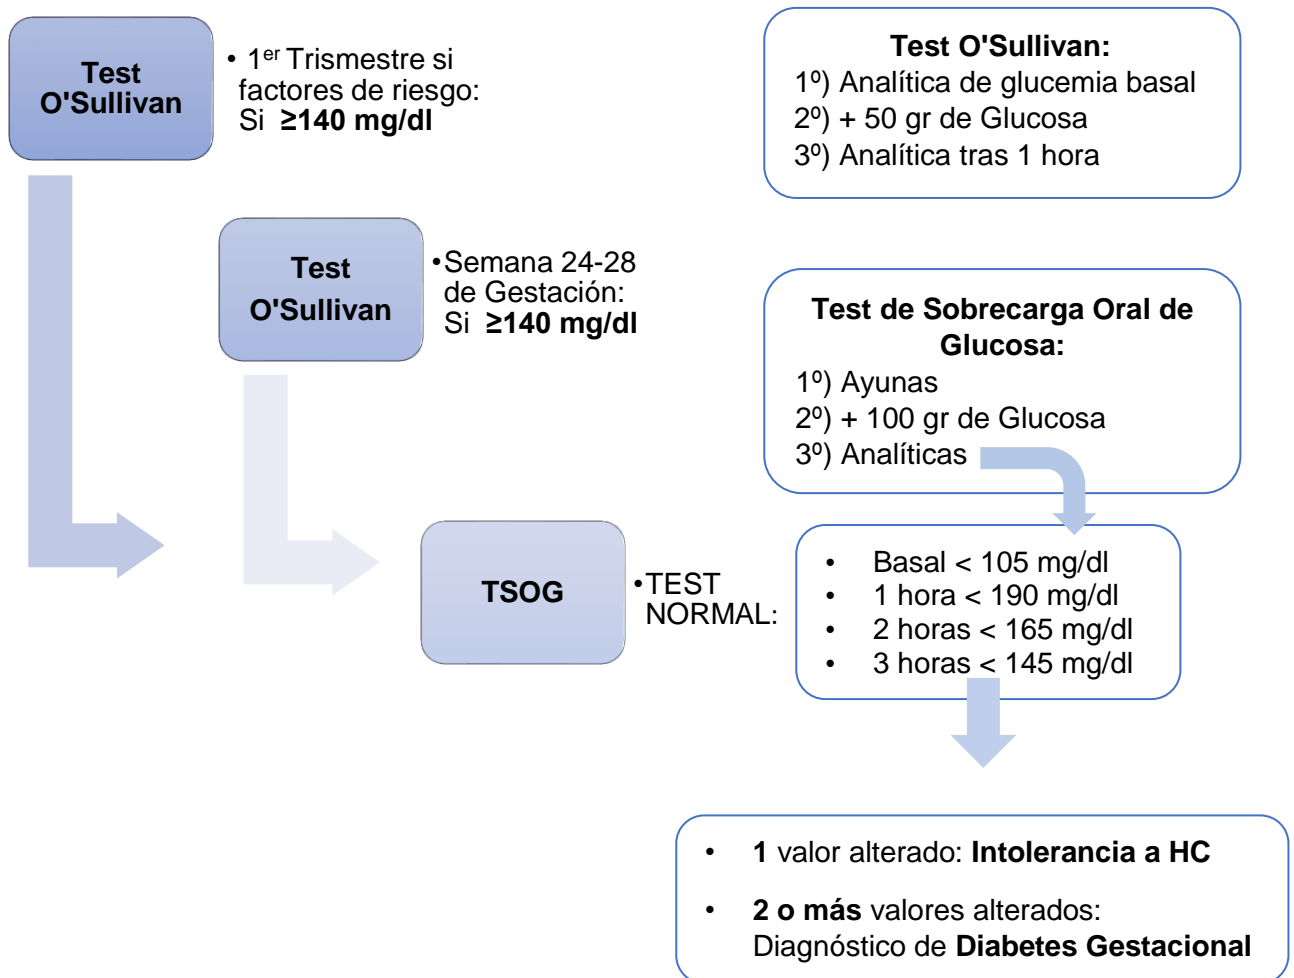 Test
O'Sullivan
• 1er Trismestre si
factores de riesgo:
Si ≥140 mg/dl
Test O'Sullivan:
1º) Analítica de glucemia basal
2º) + 50 gr de Glucosa
3º) Analítica tras 1 hora
Test
O'Sullivan
•Semana 24-28
de Gestación:
Si ≥140 mg/dl
Test de Sobrecarga Oral de
Glucosa:
1º) Ayunas
2º) + 100 gr de Glucosa
3º) Analíticas
TSOG
•TEST
NORMAL:
• Basal < 105 mg/dl
• 1 hora < 190 mg/dl
• 2 horas < 165 mg/dl
• 3 horas < 145 mg/dl
• 1 valor alterado: Intolerancia a HC
• 2 o más valores alterados:
Diagnóstico de Diabetes Gestacional